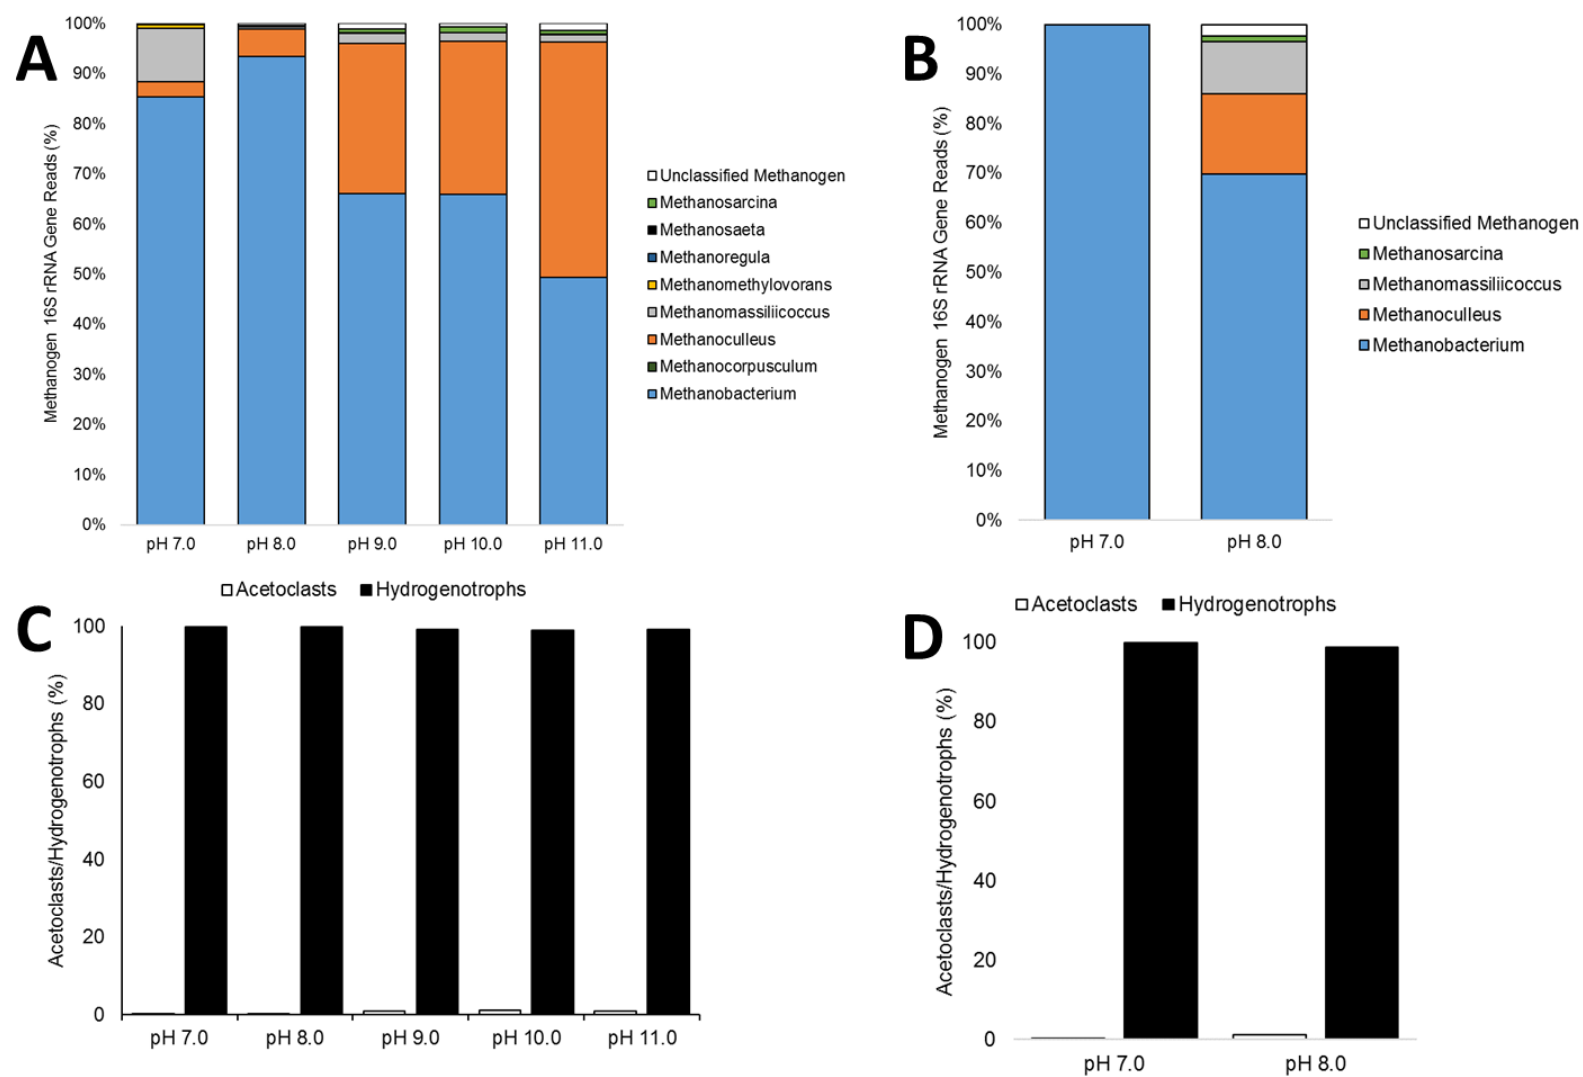 A
Methanogen 16S rRNA Gene Reads (%)
100%
90%
80%
70%
60%
50%
40%
30%
20%
10%
0%
pH 7.0
pH 8.0
pH 9.0
pH 10.0
pH 11.0
Unclassified Methanogen
Methanosarcina
Methanosaeta
Methanoregula
Methanomethylovorans
Methanomassiliicoccus
Methanoculleus
Methanocorpusculum
Methanobacterium
B
Methanogen 16S rRNA Gene Reads (%)
100%
90%
80%
70%
60%
50%
40%
30%
20%
10%
0%
pH 7.0
pH 8.0
Unclassified Methanogen
Methanosarcina
Methanomassiliicoccus
Methanoculleus
Methanobacterium
C
Acetoclasts Hydrogenotrophs
Acetoclasts/Hydrogenotrophs (%)
100
80
60
40
20
0
pH 7.0
pH 8.0
pH 9.0
pH 10.0
pH 11.0
D
Acetoclasts Hydrogenotrophs
Acetoclasts/Hydrogenotrophs (%)
100
80
60
40
20
0
pH 7.0
pH 8.0